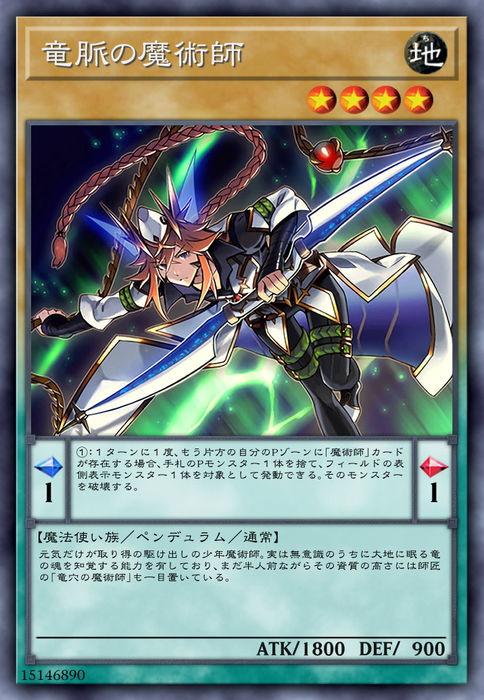 竜脈の魔術師
ち
地
①:1ターンに1度、もう片方の自分のPゾーンに「魔術師」カード
が存在する場合、手札のPモンスター1体を捨て、フィールドの表
側表示モンスター1体を対象として発動できる。そのモンスター
を破壊する。
1
1
【魔法使い族／ペンデュラム／通常】
元気だけが取り得の駆け出しの少年魔術師。実は無意識のうちに大地に眠る竜
の魂を知覚する能力を有しており、まだ半人前ながらその資質の高さには師匠
の「竜穴の魔術師」も一目置いている。
ATK/1800 DEF/ 900
15146890